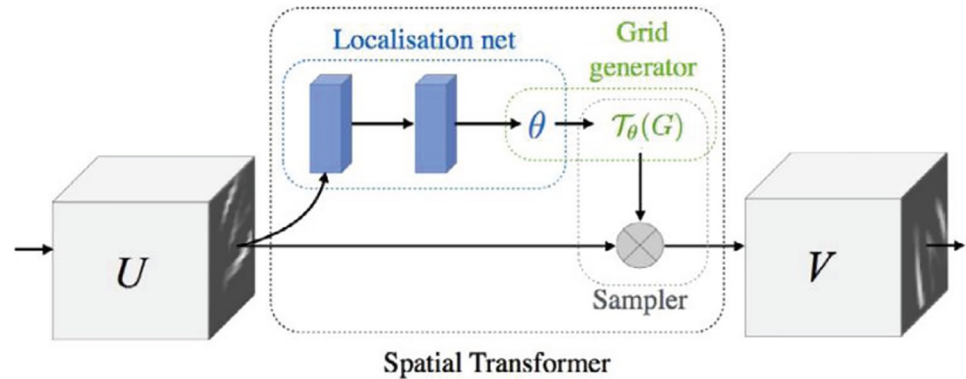 Localisation net
Grid
generator
θ
𝒯θ(G)
U
V
Sampler
Spatial Transformer